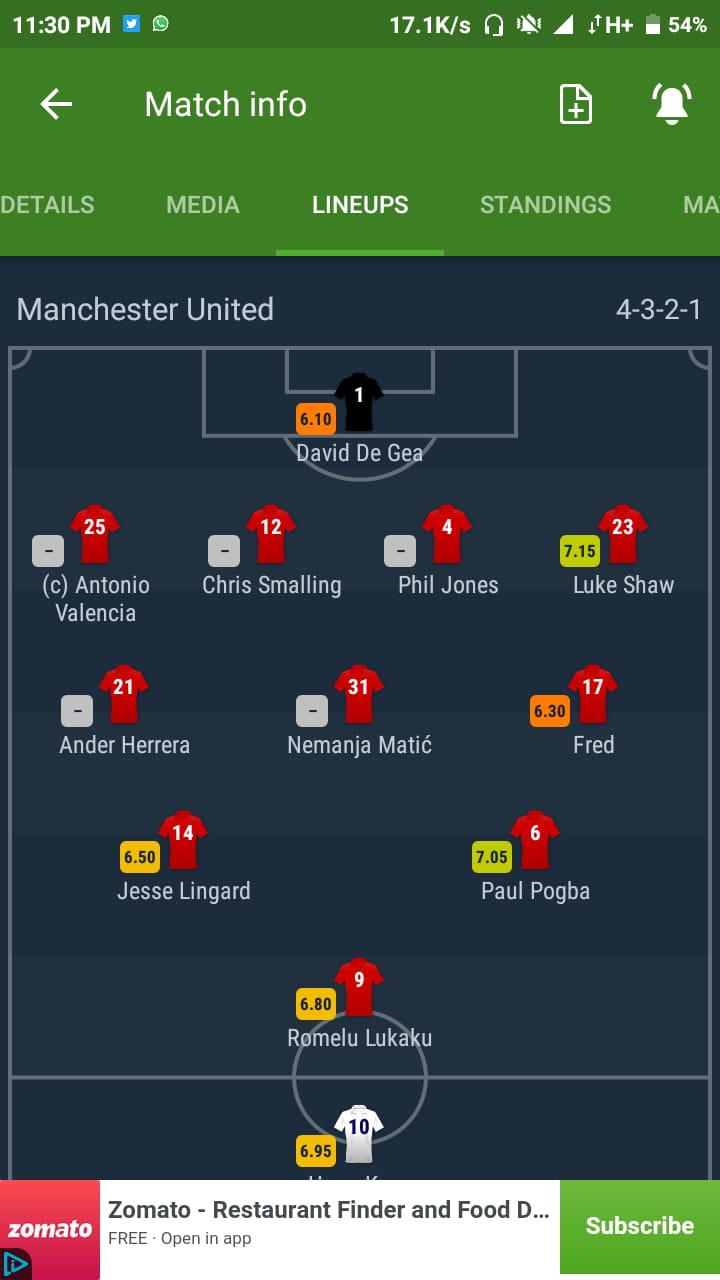 11:30 PM 17.1K/s H+ 54%
Match info
DETAILS MEDIA LINEUPS STANDINGS MA
Manchester United 4-3-2-1
1
6.10
David De Gea
25 12 4 23
- - - 7.15
(c) Antonio Valencia Chris Smalling Phil Jones Luke Shaw
21 31 17
- - 6.30
Ander Herrera Nemanja Matić Fred
14 6
6.50 7.05
Jesse Lingard Paul Pogba
9
6.80
Romelu Lukaku
10
6.95
zomato
Zomato - Restaurant Finder and Food D...
FREE · Open in app
Subscribe